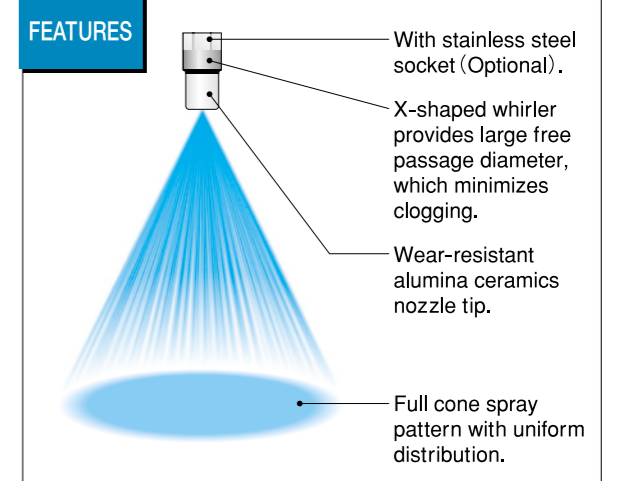 FEATURES
With stainless steel
socket (Optional).
X-shaped whirler
provides large free
passage diameter,
which minimizes
clogging.
Wear-resistant
alumina ceramics
nozzle tip.
Full cone spray
pattern with uniform
distribution.